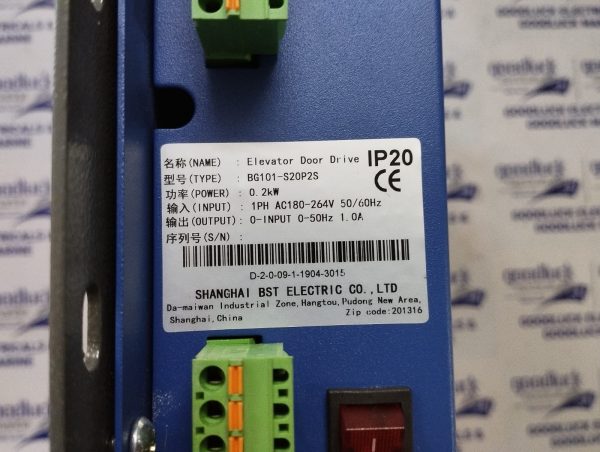 名称(NAME) : Elevator Door Drive IP20
型号(TYPE) : BG101-S20P2S
CE
功率(POWER) : 0.2kW
输入(INPUT) : 1PH AC180-264V 50/60Hz
输出(OUTPUT): 0-INPUT 0-50Hz 1.0A
序列号(S/N) :
D-2-0-09-1-1904-3015
SHANGHAI BST ELECTRIC CO.,LTD
Da-maiwan Industrial Zone,Hangtou,Pudong New Area,
Shanghai,China Zip code:201316